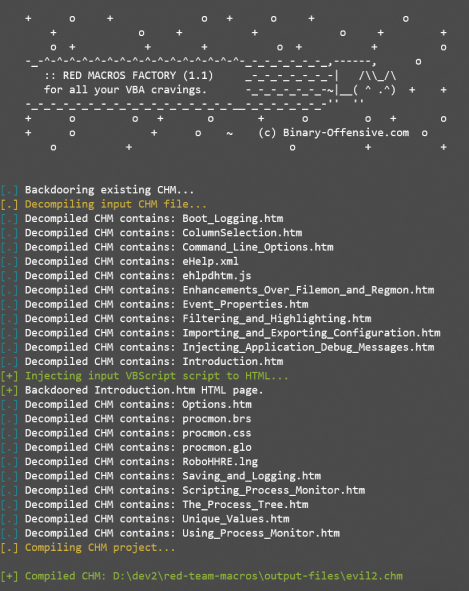 +      o     +              o     +     o     +              o
    +             o           +           +           o           +
    o  +           +        +            o  +         +        o
-_-^-^-^-^-^-^-^-^-^-^-^-^-^-^-^-^-_-_-_-_-_-_-_,------,      o
   :: RED MACROS FACTORY (1.1)     _-_-_-_-_-_-_-|   /\\_/\
   for all your VBA cravings.      -_-_-_-_-_-_~|__( ^ .^)  +    +
-_-_-_-_-_-_-_-_-_-_-_-_-_-_-_-_-__-_-_-_-_-_-_-''  ''
+      o         o   +       o       +      o         o   +       o
+      o            +      o    ~    (c) Binary-Offensive.com  o
    o           +                        o           +           +
[.] Backdooring existing CHM...
[.] Decompiling input CHM file...
[.] Decompiled CHM contains: Boot_Logging.htm
[.] Decompiled CHM contains: ColumnSelection.htm
[.] Decompiled CHM contains: Command_Line_Options.htm
[.] Decompiled CHM contains: eHelp.xml
[.] Decompiled CHM contains: ehlpdhtm.js
[.] Decompiled CHM contains: Enhancements_Over_Filemon_and_Regmon.htm
[.] Decompiled CHM contains: Event_Properties.htm
[.] Decompiled CHM contains: Filtering_and_Highlighting.htm
[.] Decompiled CHM contains: Importing_and_Exporting_Configuration.htm
[.] Decompiled CHM contains: Injecting_Application_Debug_Messages.htm
[.] Decompiled CHM contains: Introduction.htm
[+] Injecting input VBScript script to HTML...
[+] Backdoored Introduction.htm HTML page.
[.] Decompiled CHM contains: Options.htm
[.] Decompiled CHM contains: procmon.brs
[.] Decompiled CHM contains: procmon.css
[.] Decompiled CHM contains: procmon.glo
[.] Decompiled CHM contains: RoboHHRE.lng
[.] Decompiled CHM contains: Saving_and_Logging.htm
[.] Decompiled CHM contains: Scripting_Process_Monitor.htm
[.] Decompiled CHM contains: The_Process_Tree.htm
[.] Decompiled CHM contains: Unique_Values.htm
[.] Decompiled CHM contains: Using_Process_Monitor.htm
[.] Compiling CHM project...
[+] Compiled CHM: D:\dev2\red-team-macros\output-files\evil2.chm